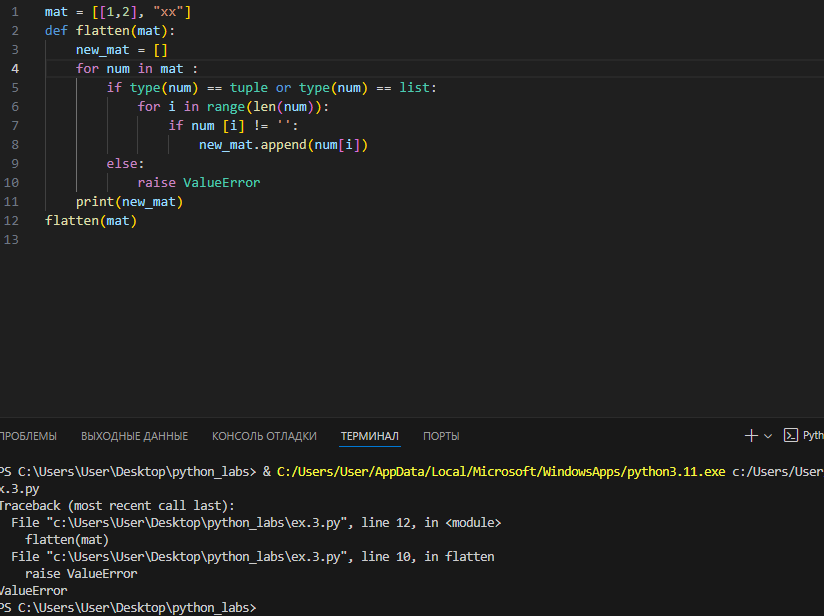 1 mat = [[1,2], "xx"]
2 def flatten(mat):
3 new_mat = []
4 for num in mat :
5 if type(num) == tuple or type(num) == list:
6 for i in range(len(num)):
7 if num [i] != '':
8 new_mat.append(num[i])
9 else:
10 raise ValueError
11 print(new_mat)
12 flatten(mat)
13
ПРОБЛЕМЫ ВЫХОДНЫЕ ДАННЫЕ КОНСОЛЬ ОТЛАДКИ ТЕРМИНАЛ ПОРТЫ Pyth
PS C:\Users\User\Desktop\python_labs> & C:/Users/User/AppData/Local/Microsoft/WindowsApps/python3.11.exe c:/Users/User
x.3.py
Traceback (most recent call last):
File "c:\Users\User\Desktop\python_labs\ex.3.py", line 12, in <module>
flatten(mat)
File "c:\Users\User\Desktop\python_labs\ex.3.py", line 10, in flatten
raise ValueError
ValueError
PS C:\Users\User\Desktop\python_labs>